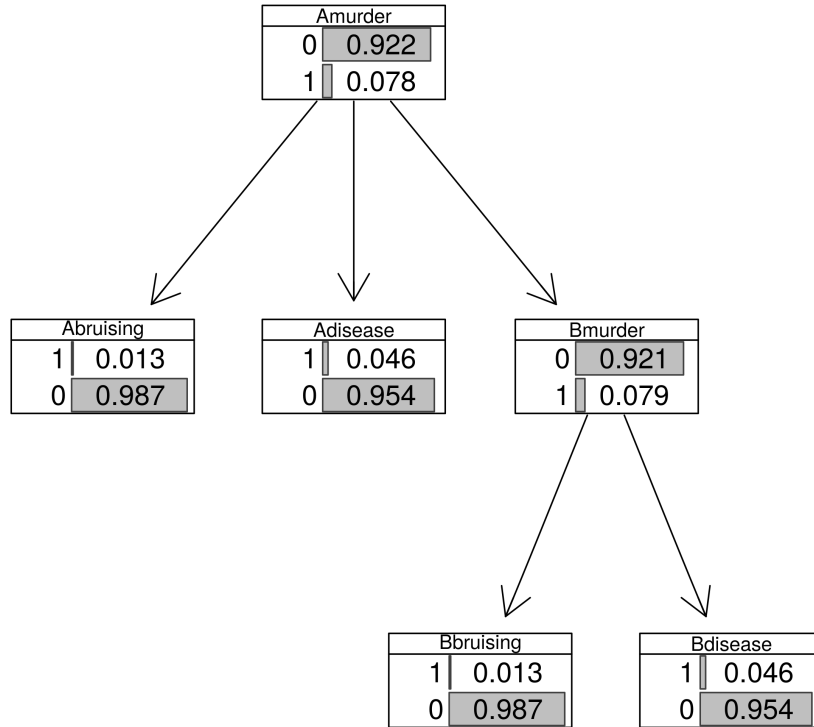 Amurder
0 0.922
1 0.078
Abruising
1 0.013
0 0.987
Adisease
1 0.046
0 0.954
Bmurder
0 0.921
1 0.079
Bbruising
1 0.013
0 0.987
Bdisease
1 0.046
0 0.954